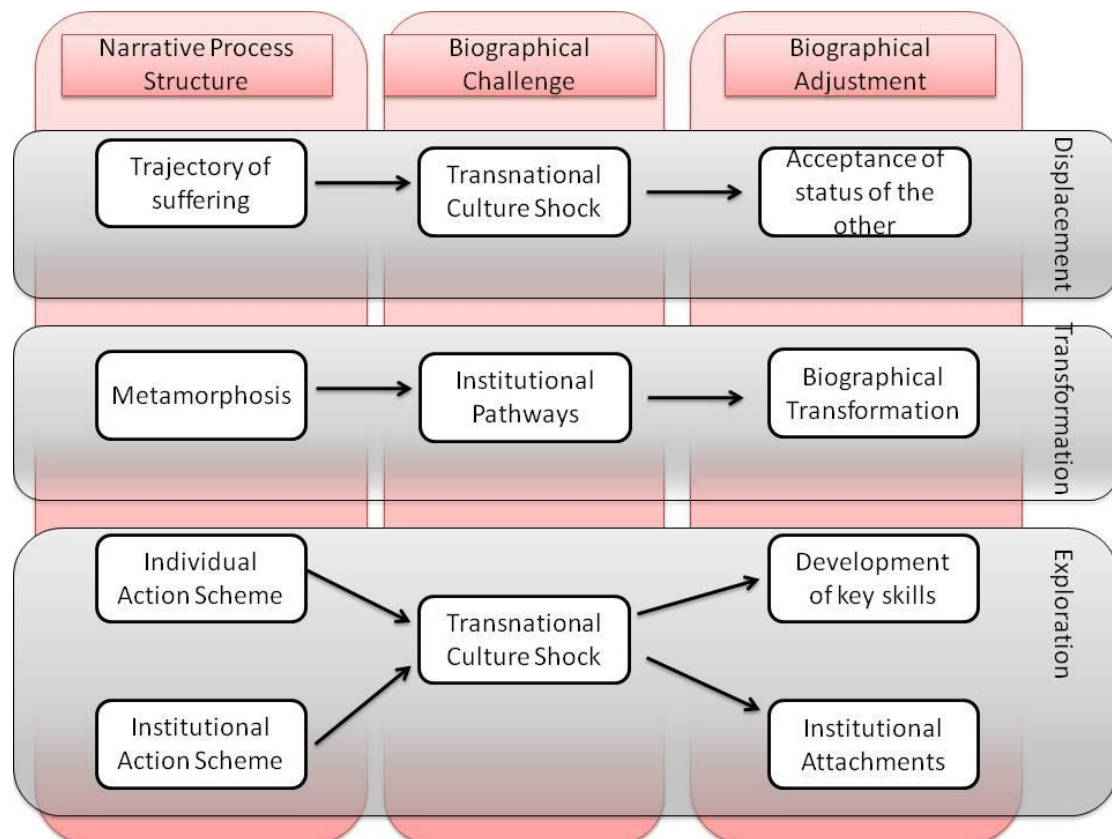 Narrative Process
Structure
Biographical
Challenge
Biographical
Adjustment
Trajectory of
suffering
Transnational
Culture Shock
Acceptance of
status of the
other
Displacement
Metamorphosis
Institutional
Pathways
Biographical
Transformation
Transformation
Individual
Action Scheme
Institutional
Action Scheme
Transnational
Culture Shock
Development
of key skills
Institutional
Attachments
Exploration